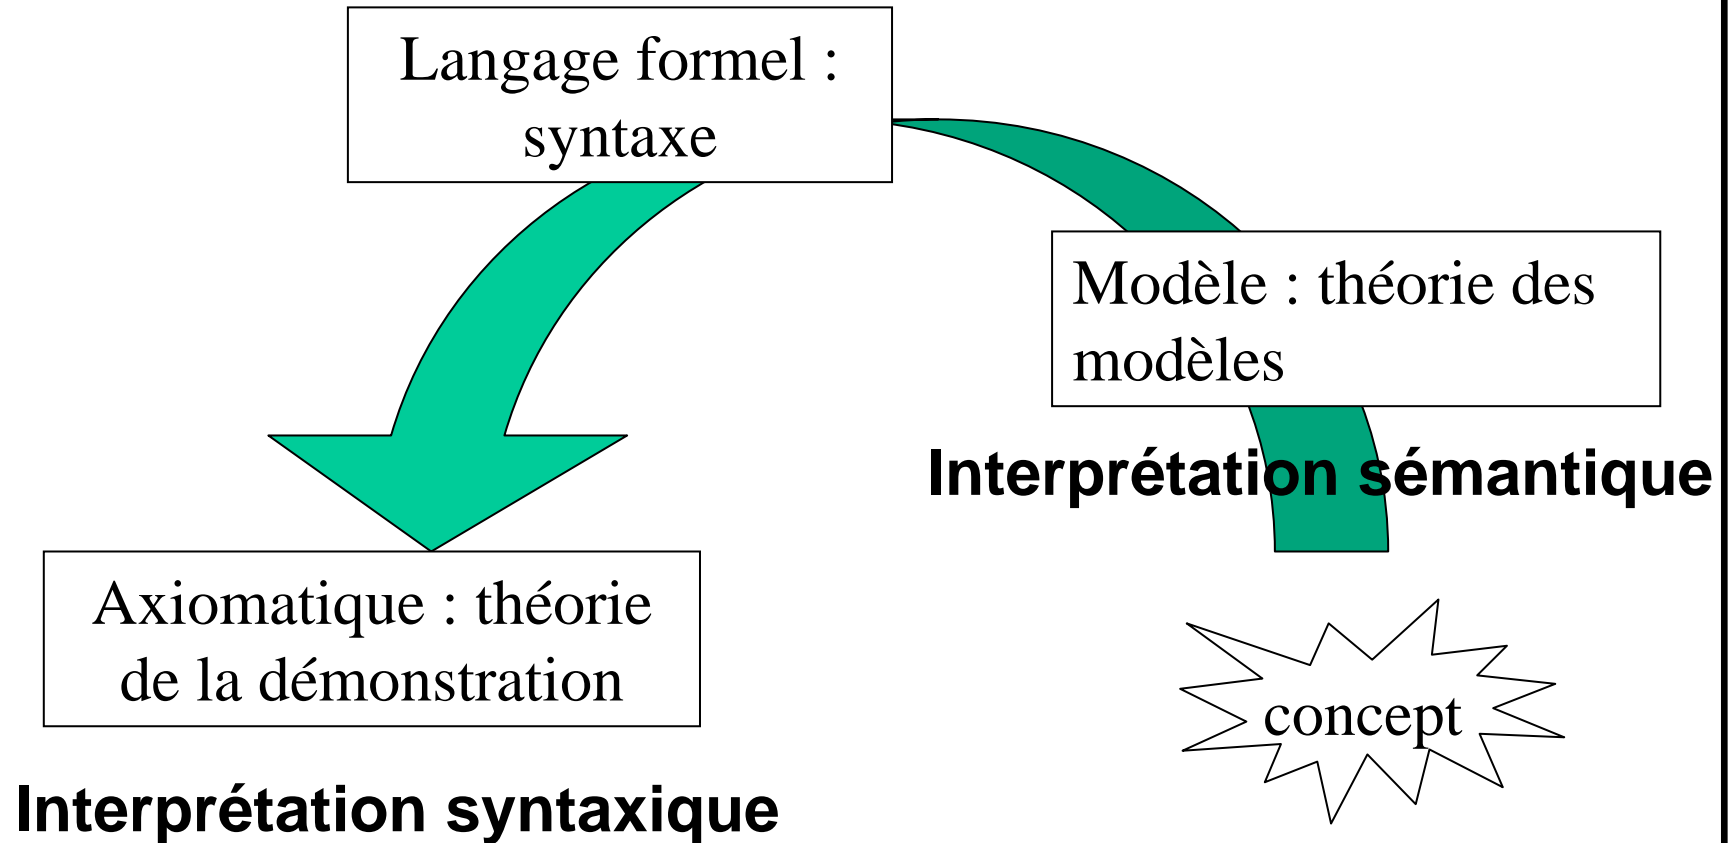 Langage formel :
syntaxe
Modèle : théorie des
modèles
Interprétation sémantique
Axiomatique : théorie
de la démonstration
concept
Interprétation syntaxique